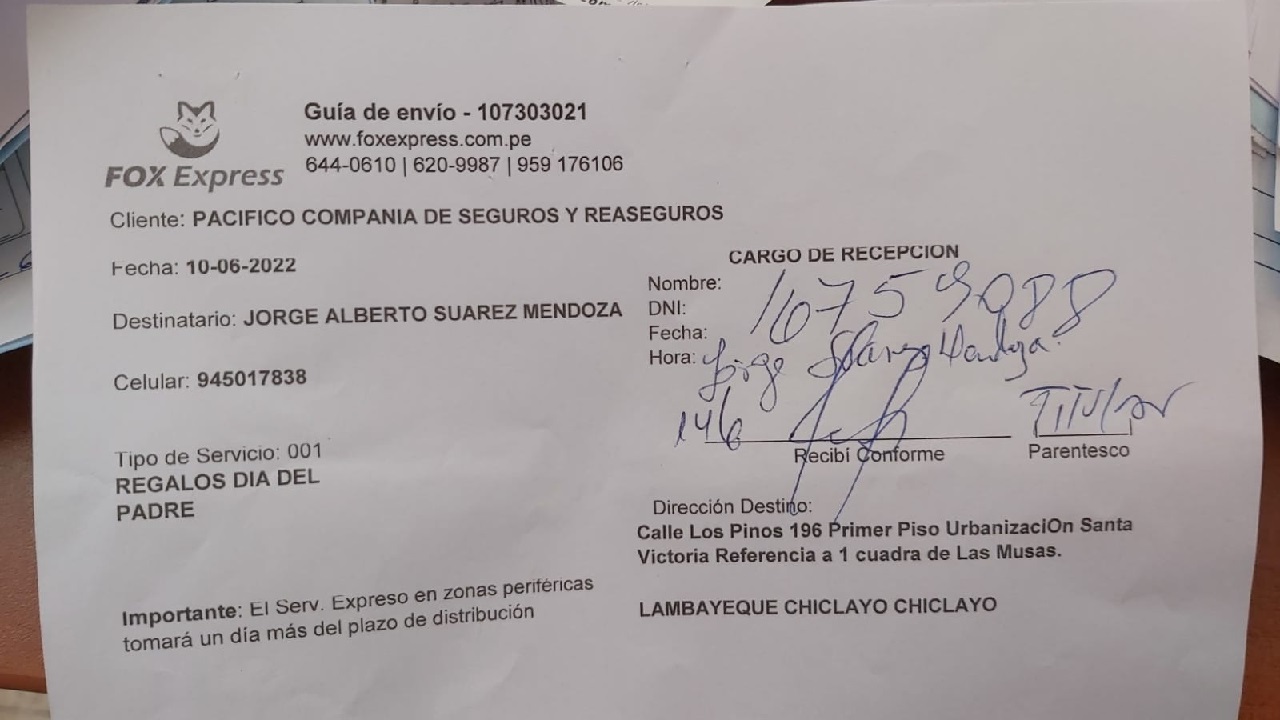 Guía de envío - 107303021
www.foxexpress.com.pe
644-0610 | 620-9987 | 959 176106
FOX Express
Cliente: PACIFICO COMPANIA DE SEGUROS Y REASEGUROS
Fecha: 10-06-2022
Destinatario: JORGE ALBERTO SUAREZ MENDOZA
Celular: 945017838
Tipo de Servicio: 001
REGALOS DIA DEL
PADRE
Importante: El Serv. Expreso en zonas periféricas
tomará un día más del plazo de distribución
CARGO DE RECEPCION
Nombre:
DNI:
Fecha:
Hora:
Jorge Suarez Mendoza
146
TITULAR
Recibí Conforme
Parentesco
Dirección Destino:
Calle Los Pinos 196 Primer Piso UrbanizaciOn Santa
Victoria Referencia a 1 cuadra de Las Musas.
LAMBAYEQUE CHICLAYO CHICLAYO